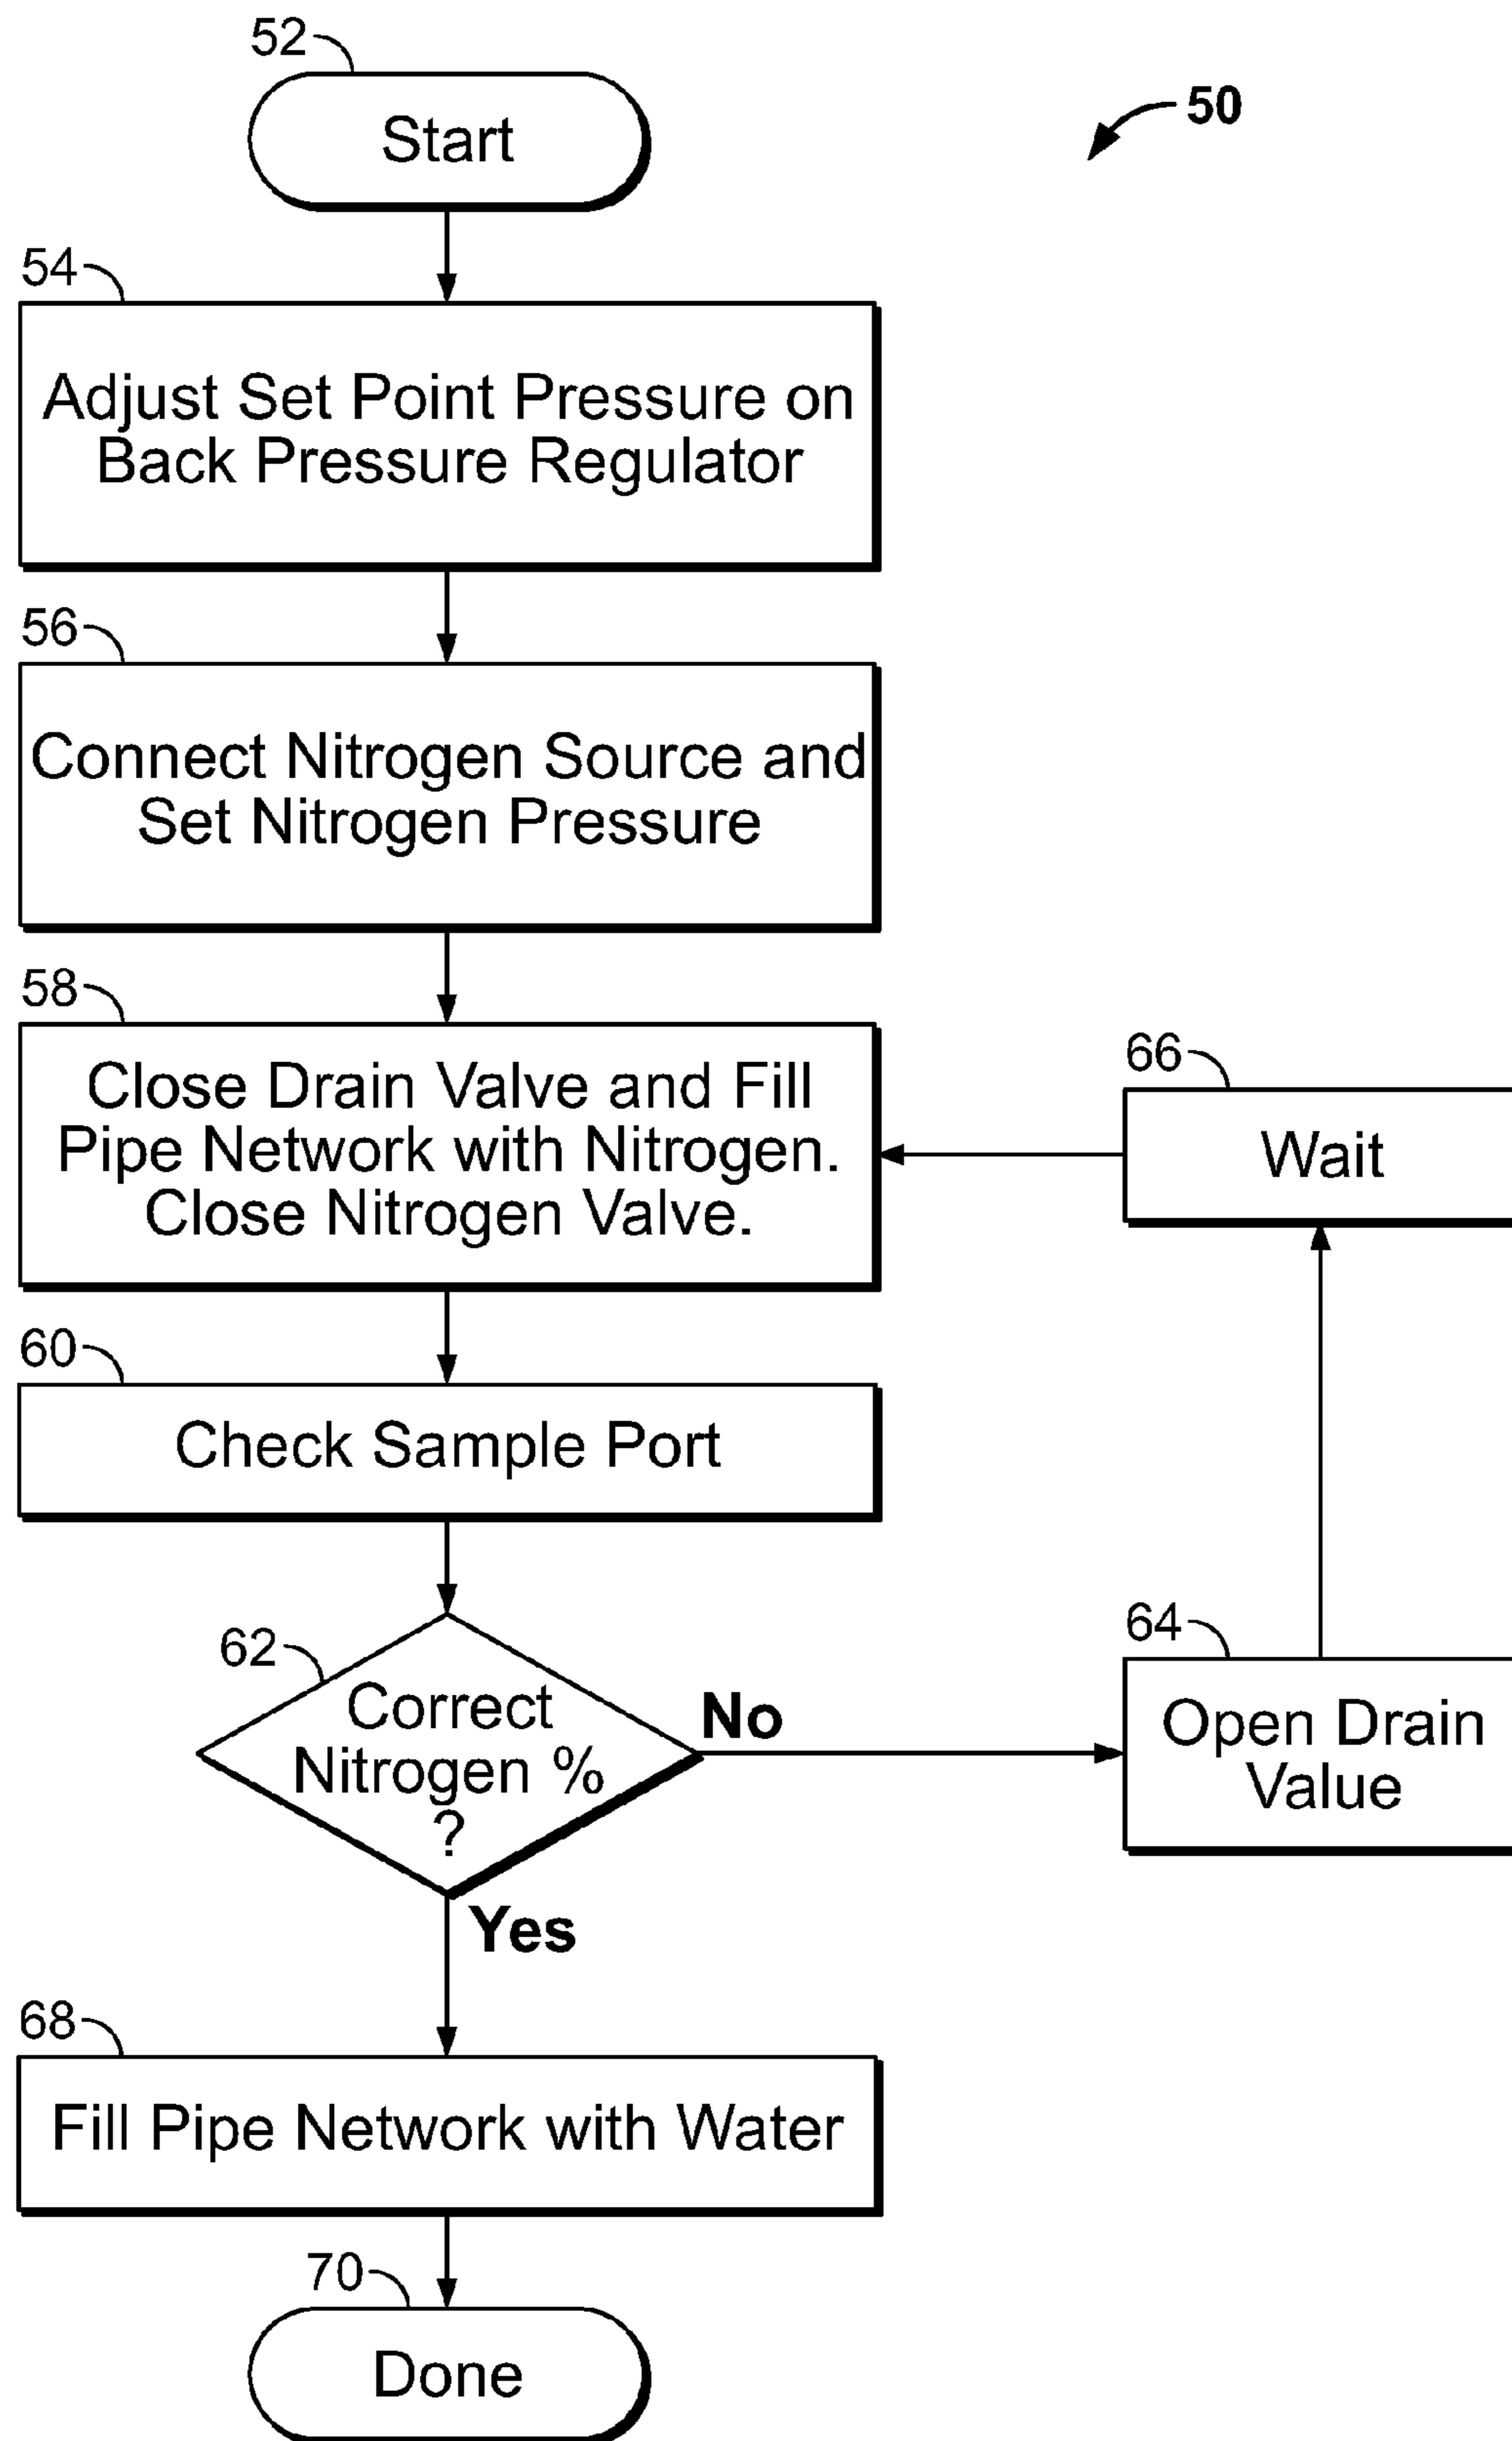 52
Start
50
54
Adjust Set Point Pressure on
Back Pressure Regulator
56
Connect Nitrogen Source and
Set Nitrogen Pressure
58
Close Drain Valve and Fill
Pipe Network with Nitrogen.
Close Nitrogen Valve.
66
Wait
60
Check Sample Port
62
Correct
Nitrogen %
?
No
64
Open Drain
Value
Yes
68
Fill Pipe Network with Water
70
Done